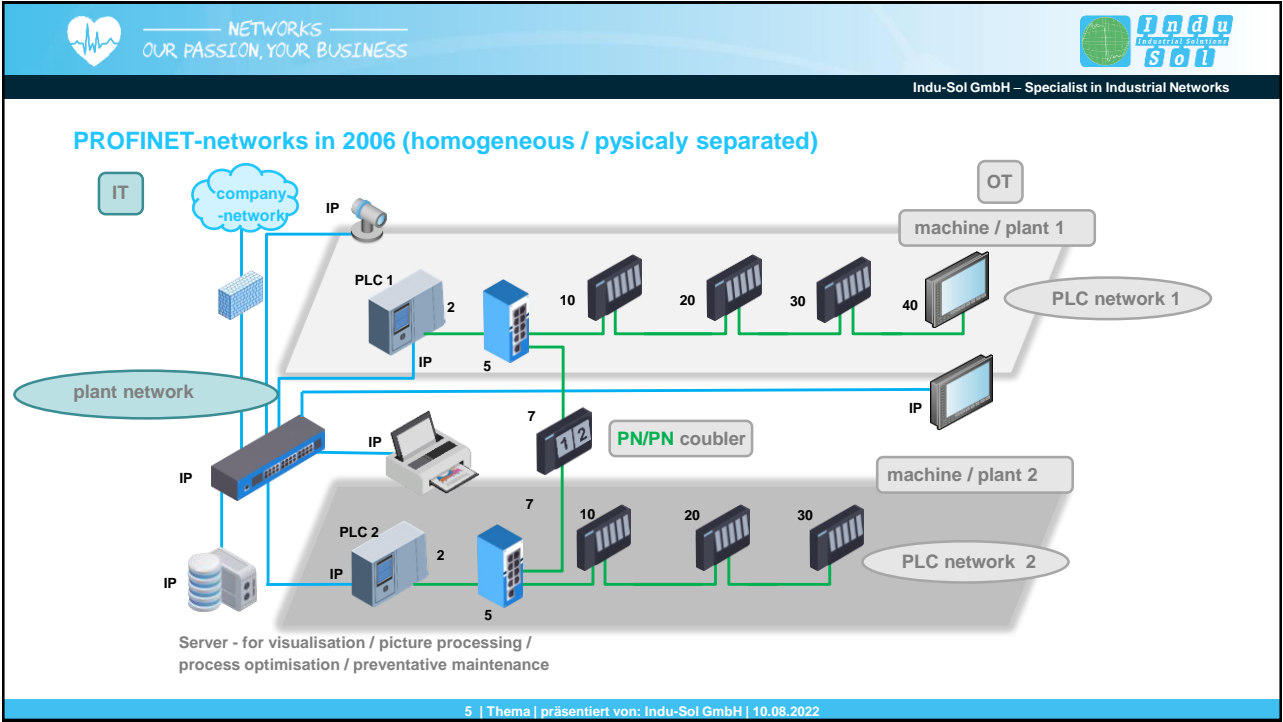 NETWORKS
OUR PASSION, YOUR BUSINESS
Indu
Industrial Solutions
Sol
Indu-Sol GmbH – Specialist in Industrial Networks
PROFINET-networks in 2006 (homogeneous / pysicaly separated)
IT
company
-network
IP
OT
machine / plant 1
PLC 1
2
10
20
30
40
PLC network 1
IP
5
plant network
IP
7
PN/PN coubler
IP
IP
machine / plant 2
7
10
20
30
PLC 2
2
IP
PLC network 2
IP
5
Server - for visualisation / picture processing /
process optimisation / preventative maintenance
1 2
5 | Thema | präsentiert von: Indu-Sol GmbH | 10.08.2022